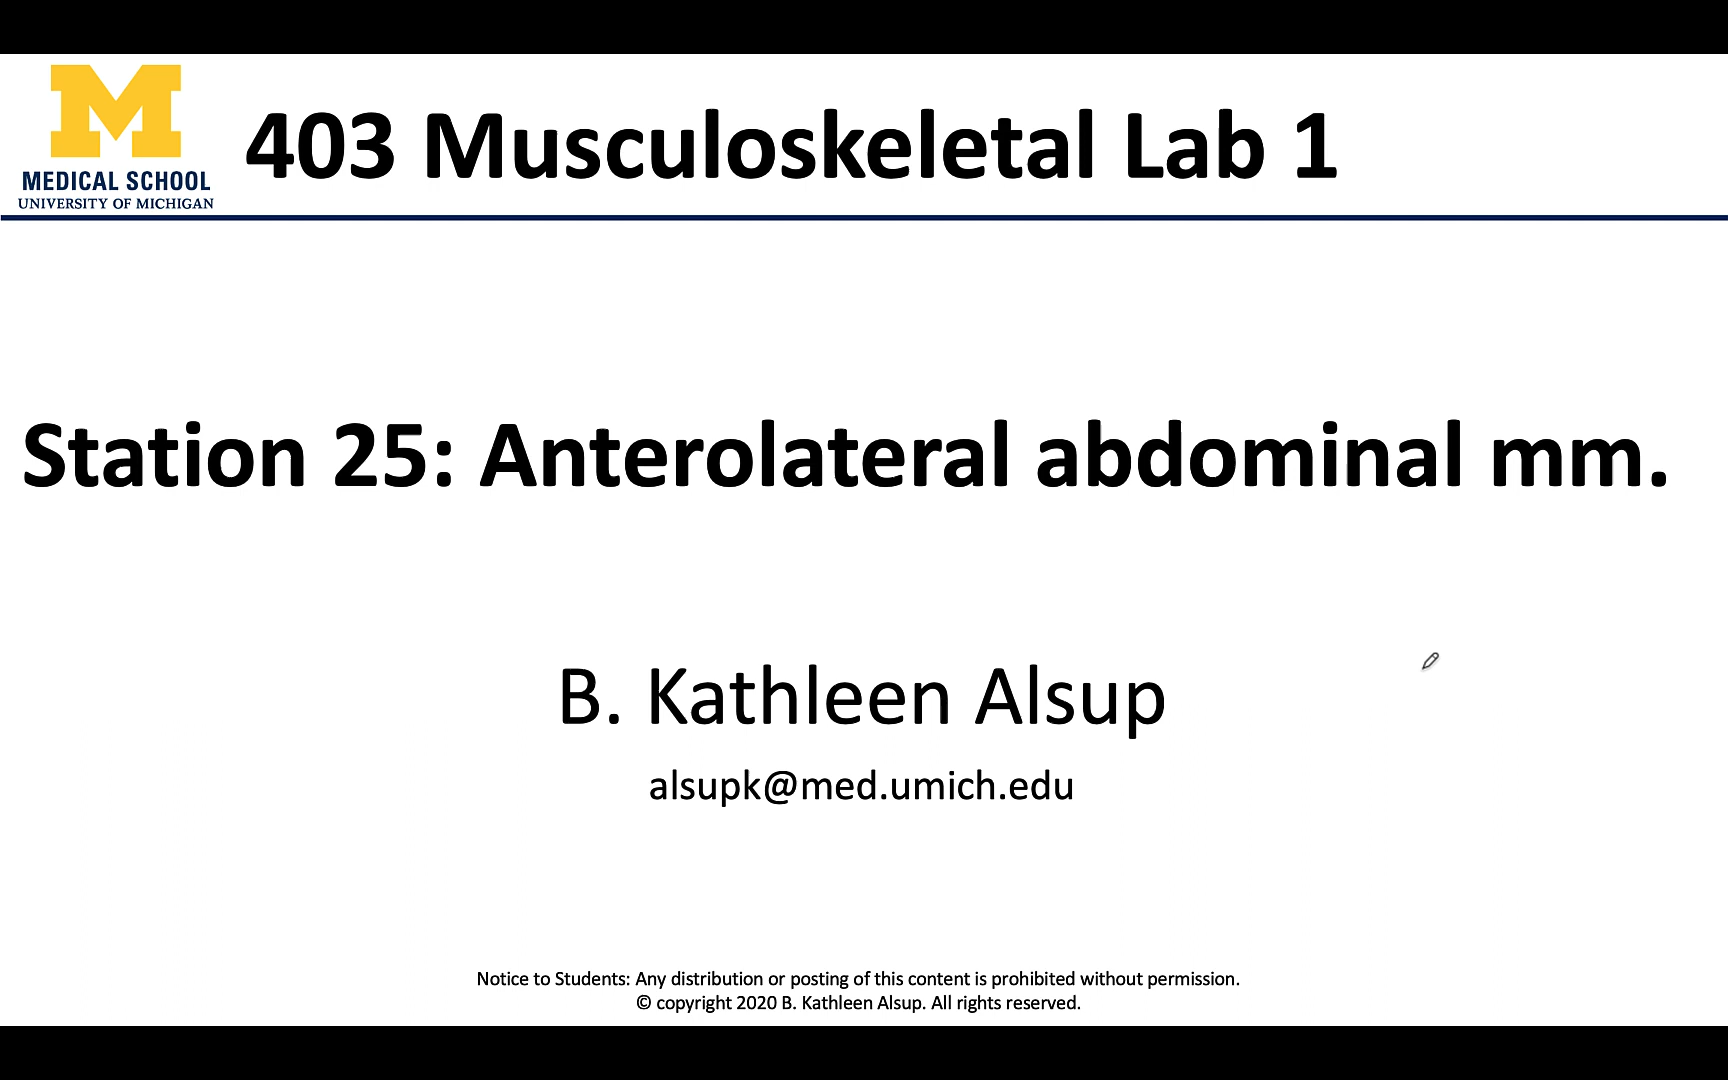 M
MEDICAL SCHOOL
UNIVERSITY OF MICHIGAN
403 Musculoskeletal Lab 1
Station 25: Anterolateral abdominal mm.
B. Kathleen Alsup
alsupk@med.umich.edu
Notice to Students: Any distribution or posting of this content is prohibited without permission.
© copyright 2020 B. Kathleen Alsup. All rights reserved.